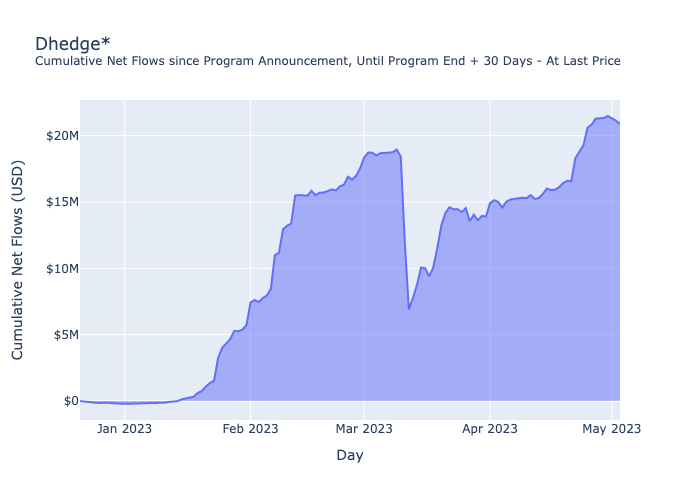 Dhedge*
Cumulative Net Flows since Program Announcement, Until Program End + 30 Days - At Last Price
Cumulative Net Flows (USD)
$20M
$15M
$10M
$5M
$0
Jan 2023
Feb 2023
Mar 2023
Apr 2023
May 2023
Day